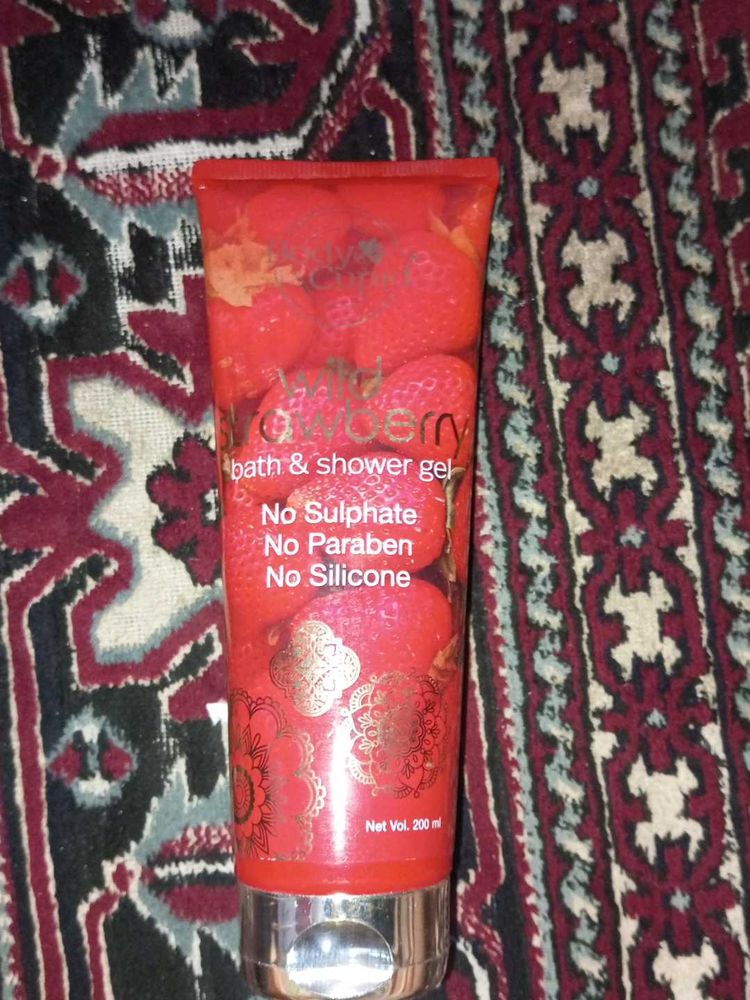 Body
Cupid
wild
strawberry
bath & shower gel
No Sulphate
No Paraben
No Silicone
Net Vol. 200 ml